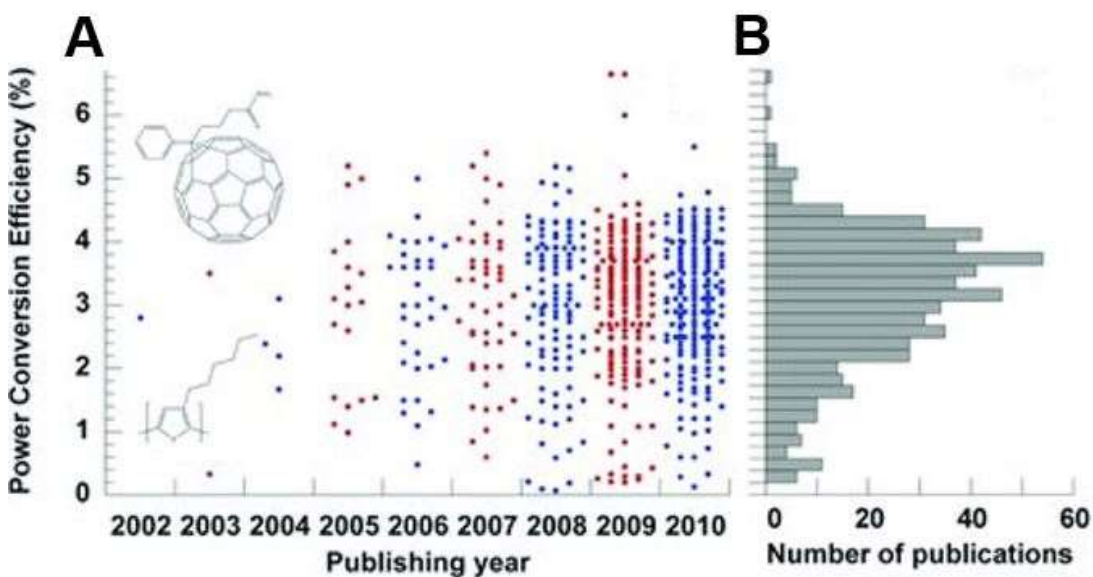 A
B
Power Conversion Efficiency (%)
6
5
4
3
2
1
0
2002 2003 2004 2005 2006 2007 2008 2009 2010
Publishing year
0 20 40 60
Number of publications